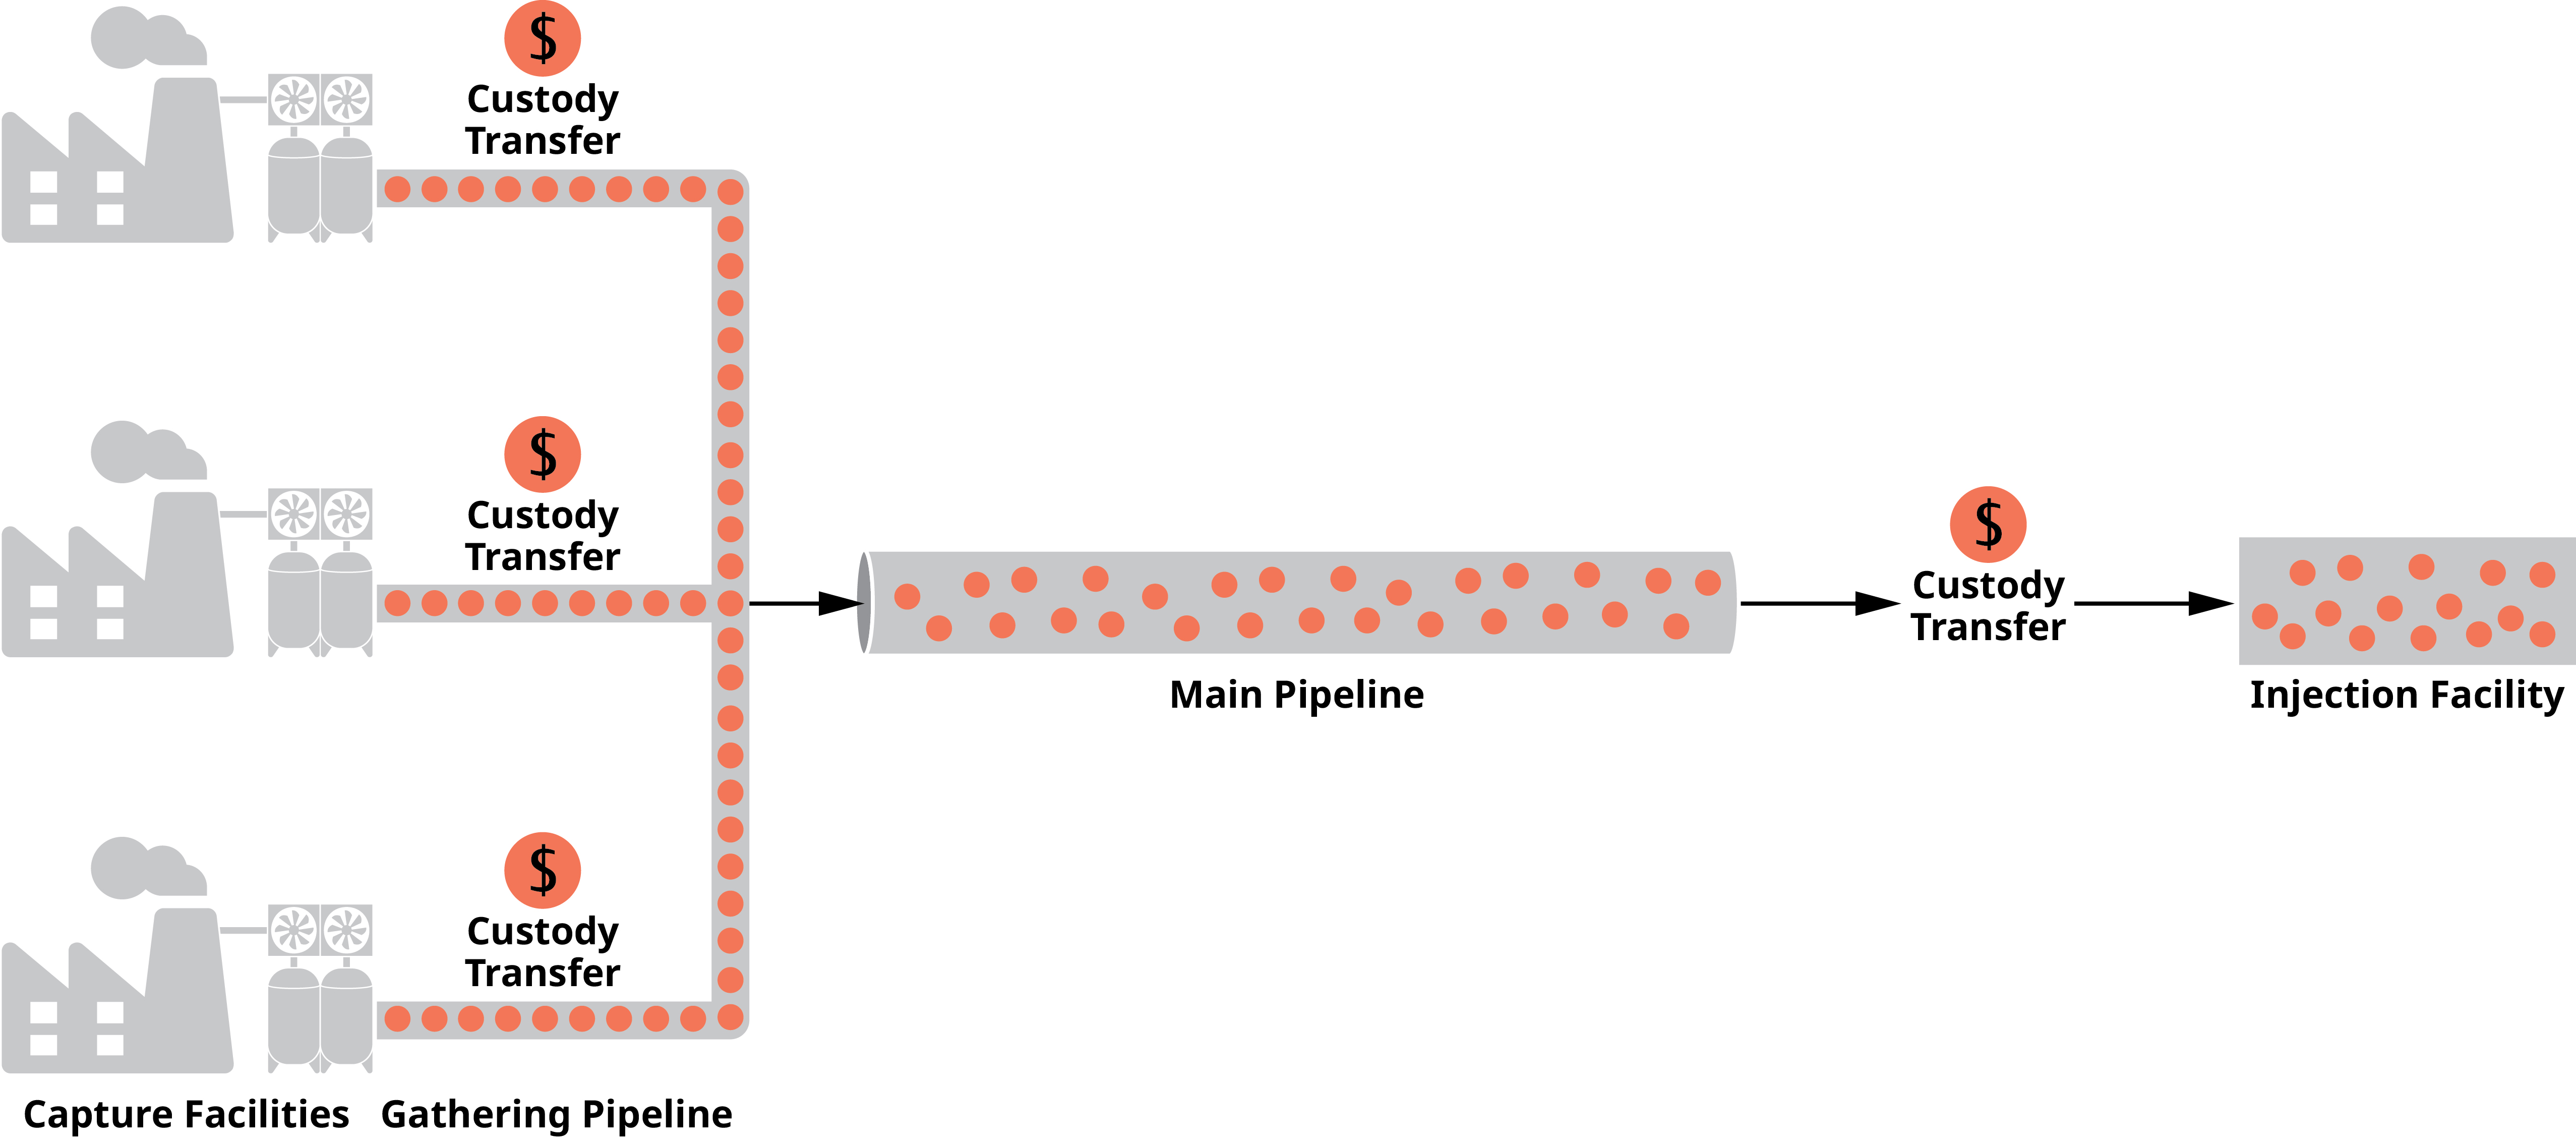 $
Custody
Transfer
$
Custody
Transfer
$
Custody
Transfer
Capture Facilities
Gathering Pipeline
Main Pipeline
$
Custody
Transfer
Injection Facility